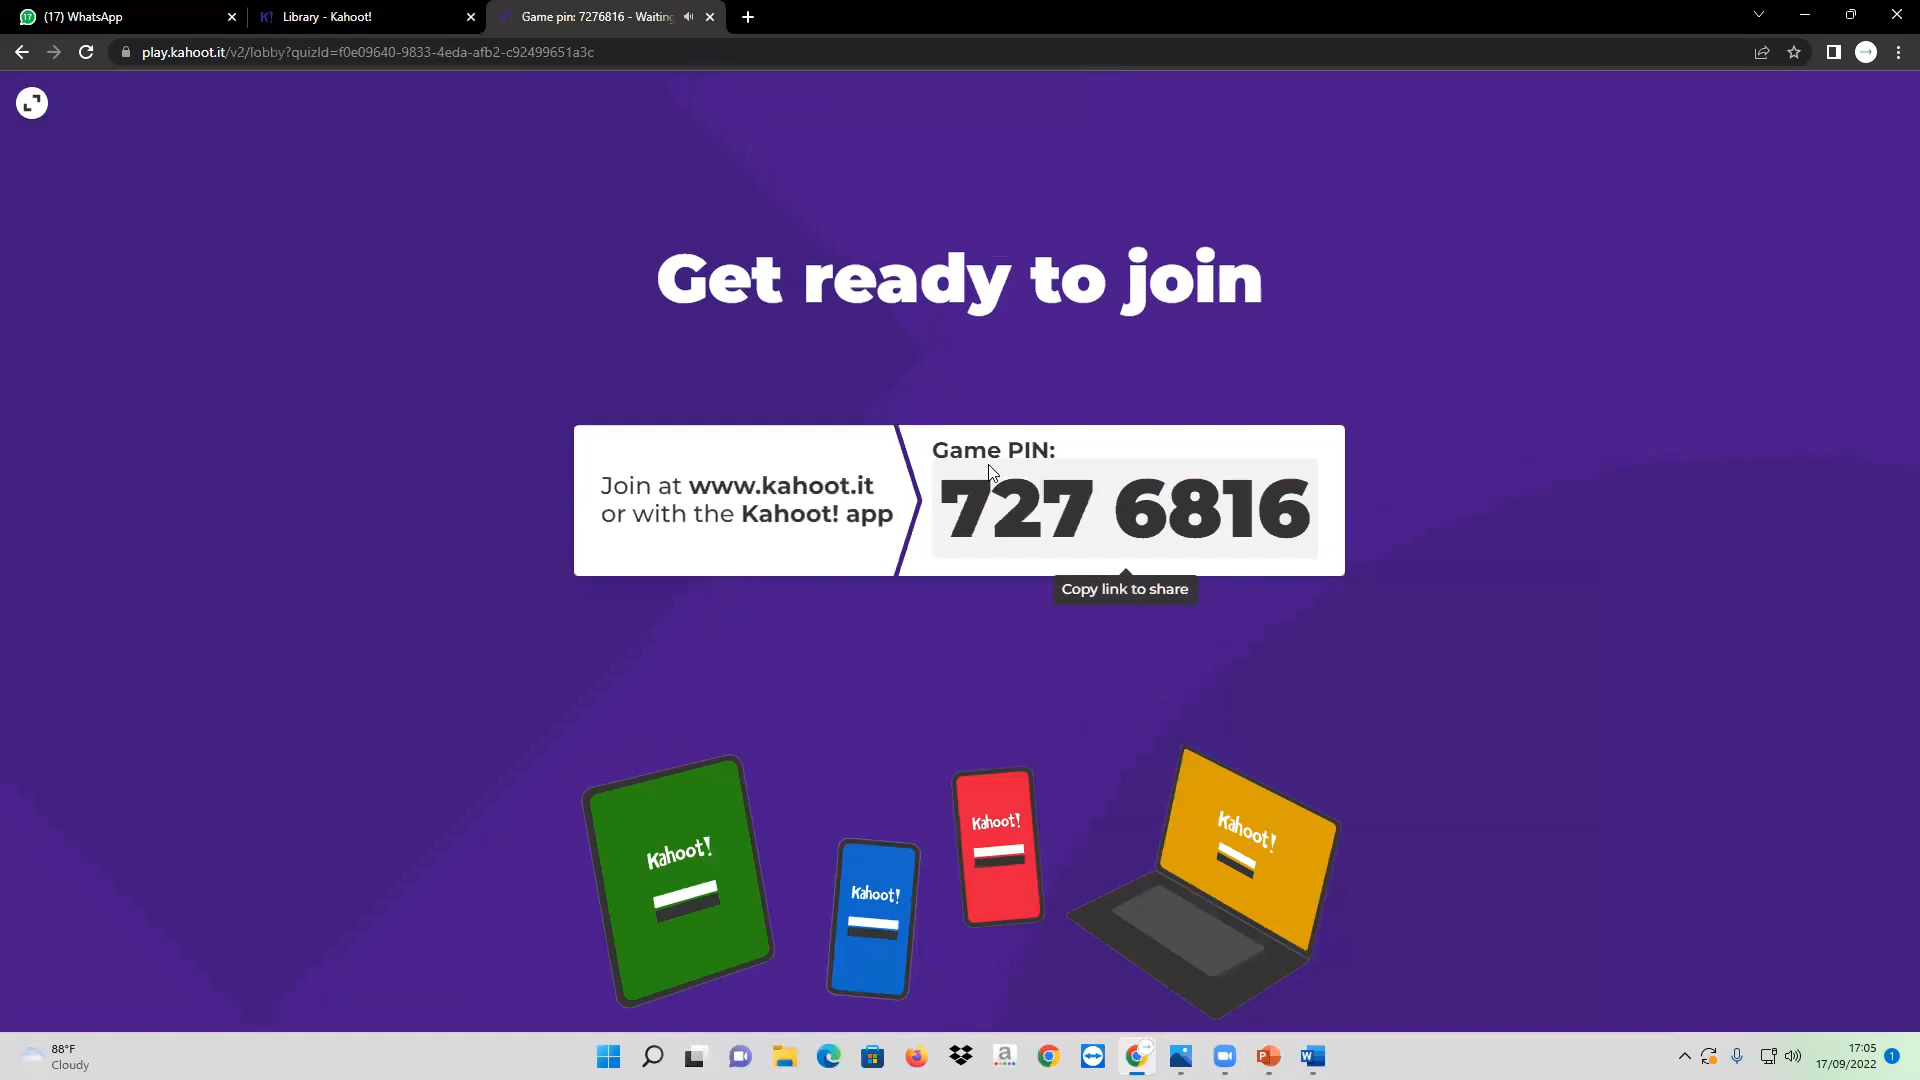 (17) WhatsApp
Library - Kahoot!
Game pin: 7276816 - Waiting
play.kahoot.it/v2/lobby?quizId=f0e09640-9833-4eda-afb2-c92499651a3c
Get ready to join
Join at www.kahoot.it
or with the Kahoot! app
Game PIN:
727 6816
Copy link to share
Kahoot!
Kahoot!
Kahoot!
Kahoot!
88°F
Cloudy
17:05
17/09/2022
1